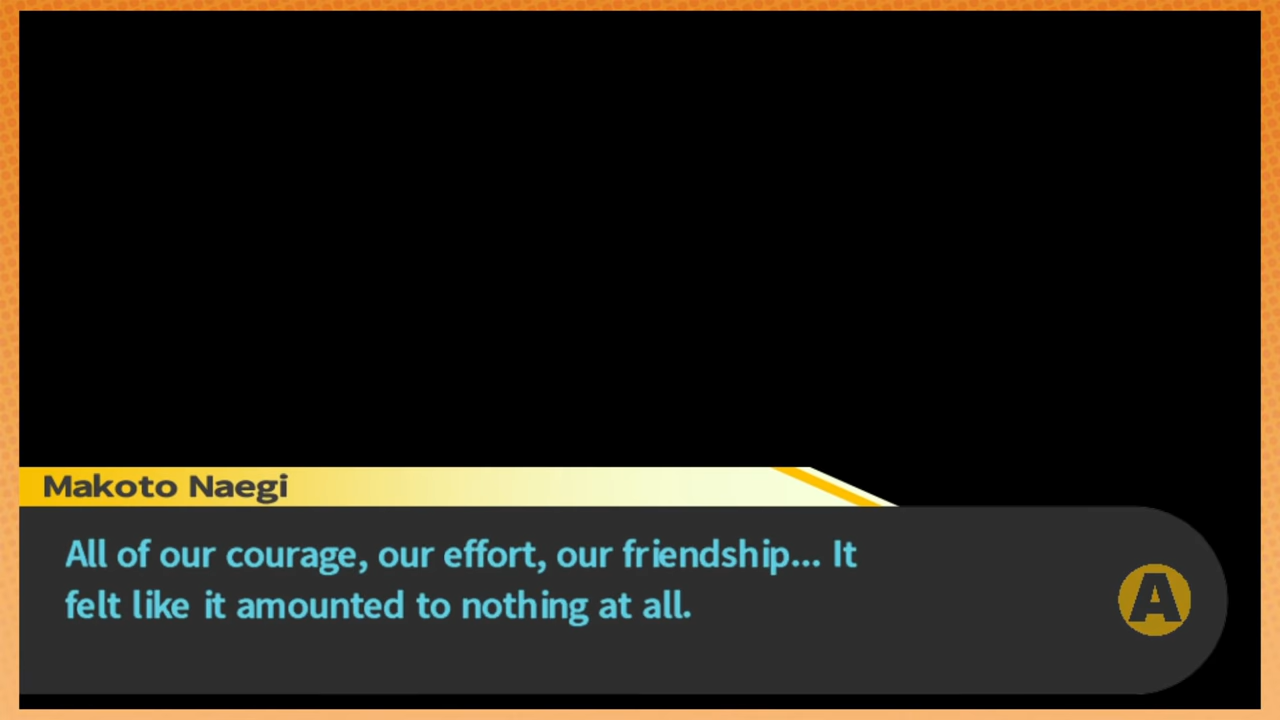 Makoto Naegi
All of our courage, our effort, our friendship... It
felt like it amounted to nothing at all.
A